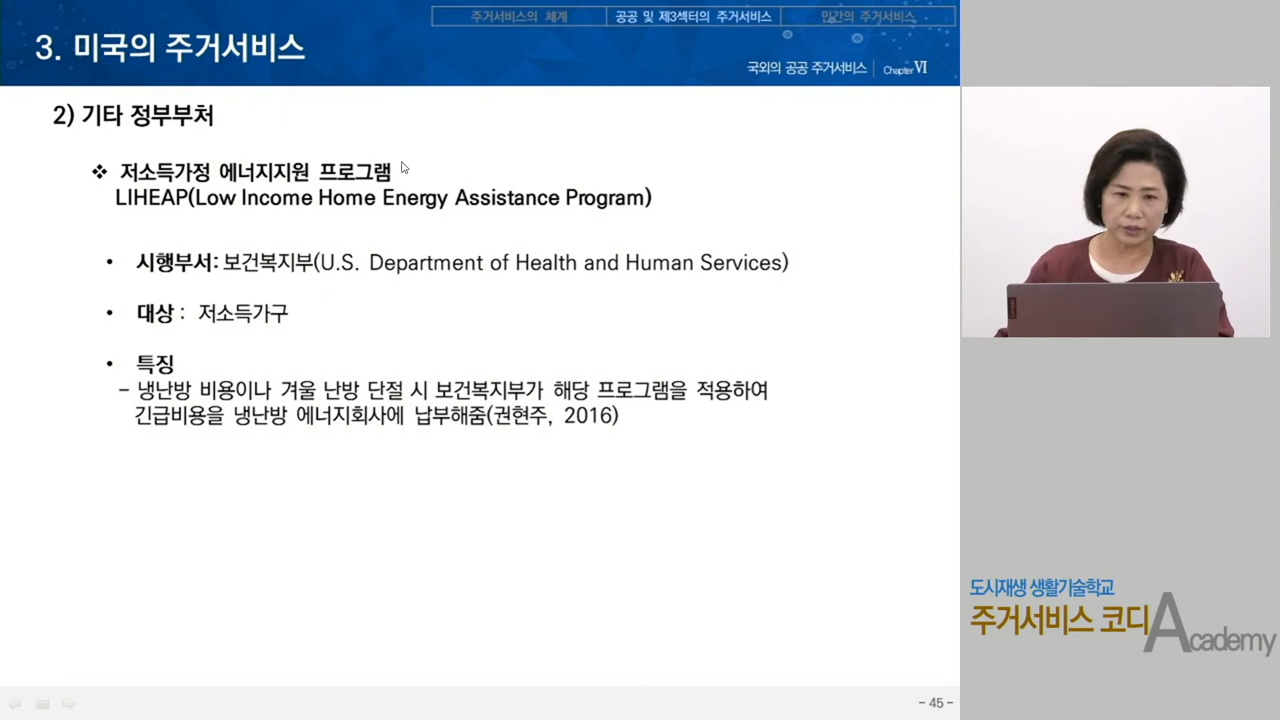 주거서비스의 체계
공공 및 제3섹터의 주거서비스
민간의 주거서비스
3. 미국의 주거서비스
국외의 공공 주거서비스 Chapter Ⅵ
2) 기타 정부부처
❖ 저소득가정 에너지지원 프로그램
LIHEAP(Low Income Home Energy Assistance Program)
• 시행부서: 보건복지부(U.S. Department of Health and Human Services)
• 대상 : 저소득가구
• 특징
– 냉난방 비용이나 겨울 난방 단절 시 보건복지부가 해당 프로그램을 적용하여
긴급비용을 냉난방 에너지회사에 납부해줌(권현주, 2016)
도시재생 생활기술학교
주거서비스 코디 Academy
- 45 -